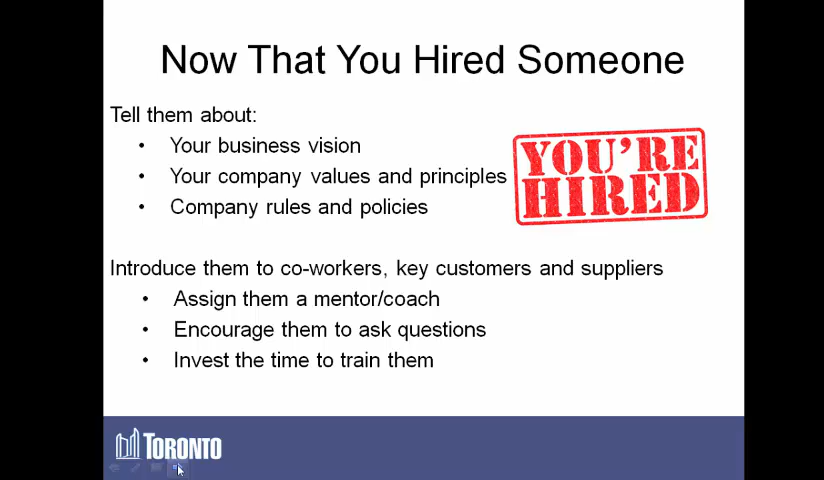 Now That You Hired Someone
Tell them about:
• Your business vision
• Your company values and principles
• Company rules and policies
YOU'RE
HIRED
Introduce them to co-workers, key customers and suppliers
• Assign them a mentor/coach
• Encourage them to ask questions
• Invest the time to train them
TORONTO